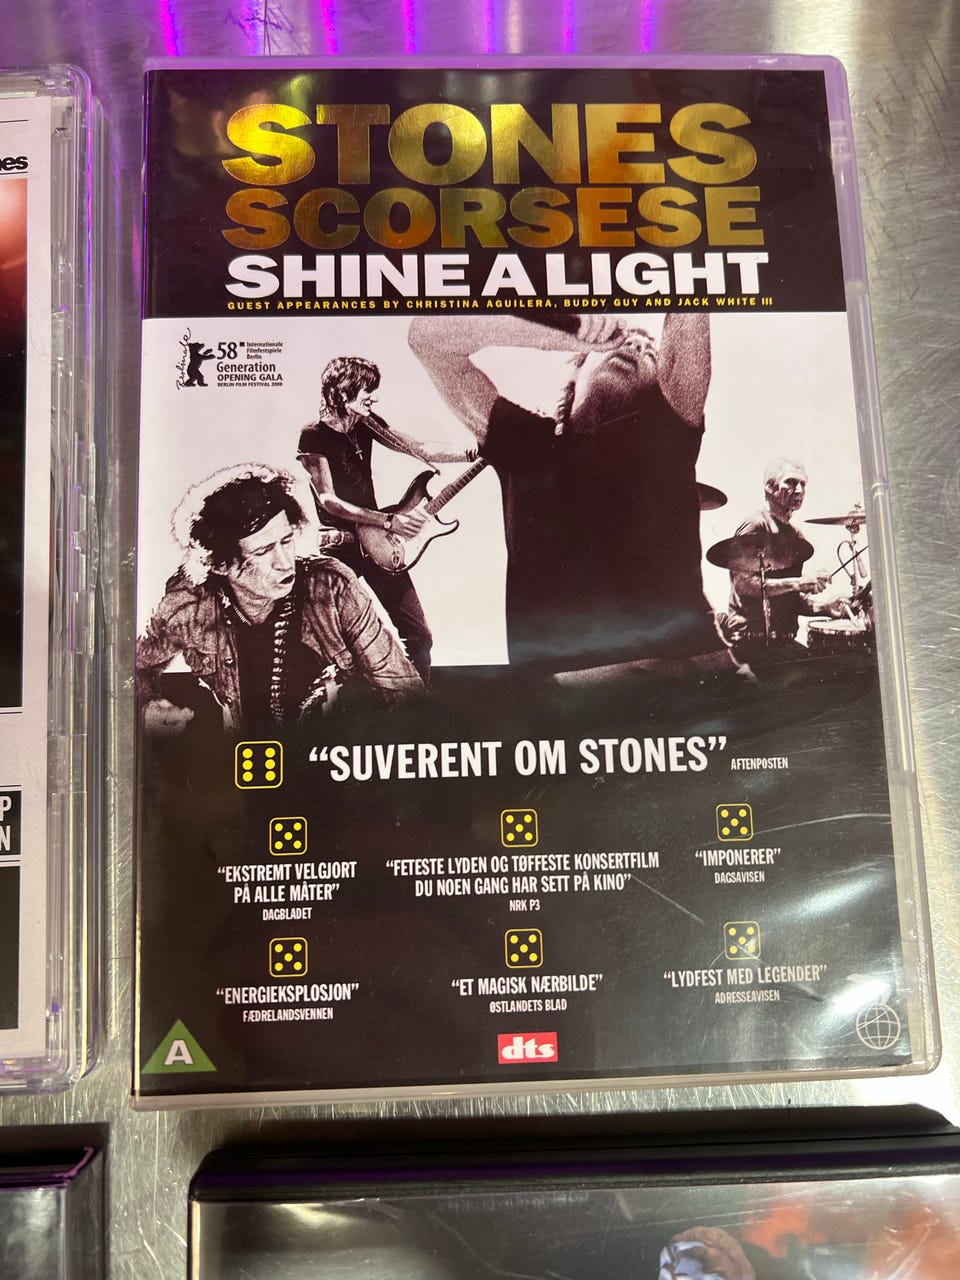 STONES
SCORSESE
SHINE A LIGHT
GUEST APPEARANCES BY CHRISTINA AGUILERA, BUDDY GUY AND JACK WHITE III
Berlinale
58
Internationale
Filmfestspiele
Berlin
Generation
OPENING GALA
BERLIN FILM FESTIVAL 2008
"SUVERENT OM STONES" AFTENPOSTEN
"EKSTREMT VELGJORT
PÅ ALLE MÅTER"
DAGBLADET
"FETESTE LYDEN OG TØFFESTE KONSERTFILM
DU NOEN GANG HAR SETT PÅ KINO"
NRK P3
"IMPONERER"
DAGSAVISEN
"ENERGIEKSPLOSJON"
FÆDRELANDSVENNEN
"ET MAGISK NÆRBILDE"
ØSTLANDETS BLAD
"LYDFEST MED LEGENDER"
ADRESSEAVISEN
A
dts